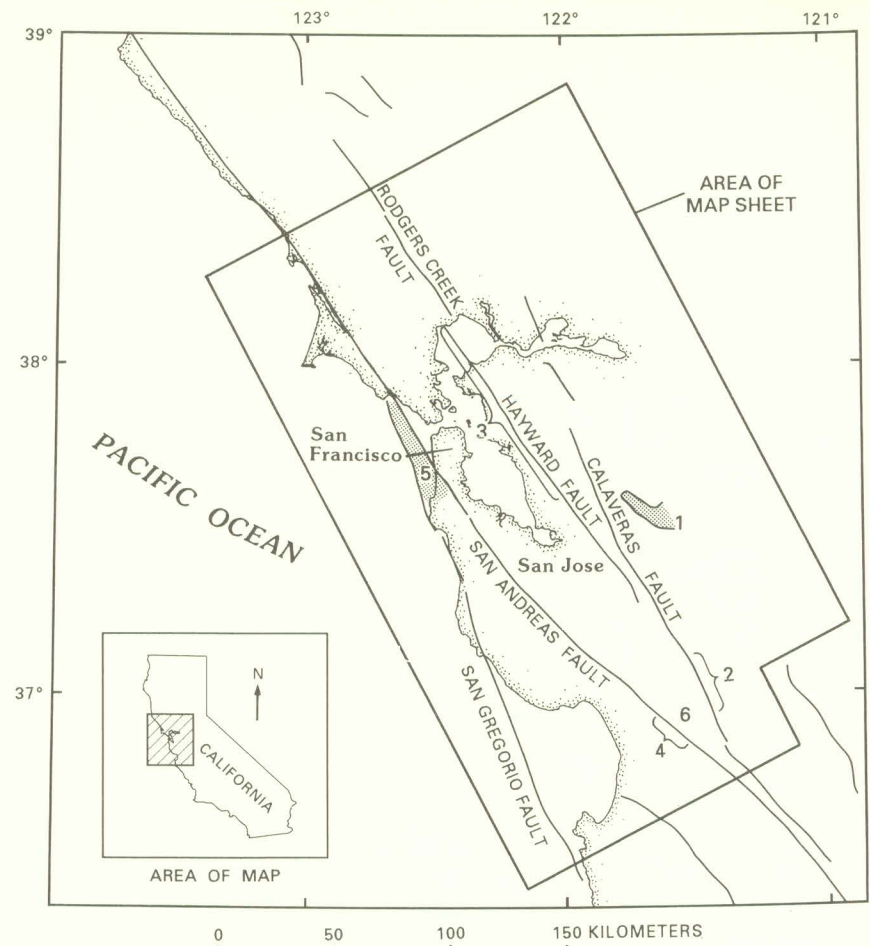 123°
122°
121°
39°
AREA OF
MAP SHEET
RODGERS CREEK
FAULT
38°
San
Francisco
3
HAYWARD FAULT
5
CALAVERAS FAULT
1
PACIFIC OCEAN
San Jose
SAN ANDREAS FAULT
37°
SAN GREGORIO FAULT
2
6
4
N
CALIFORNIA
AREA OF MAP
0 50 100 150 KILOMETERS